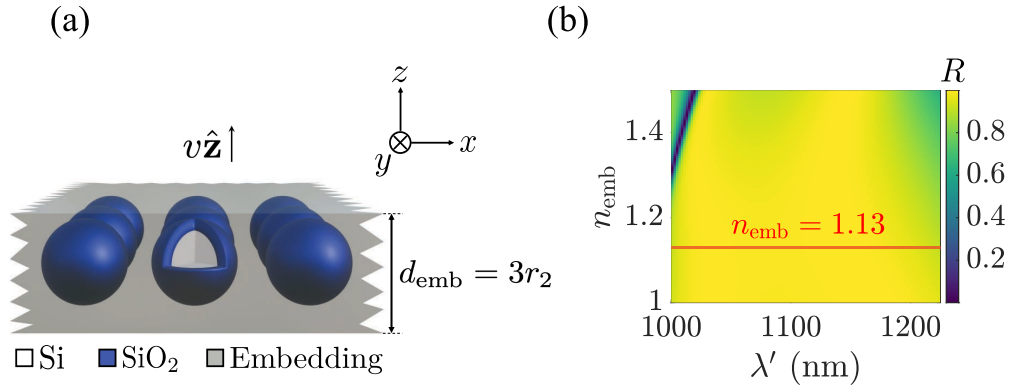 (a)
(b)
z
x
y
vẑ
d_emb = 3r_2
Si
SiO_2
Embedding
R
n_emb
1.4
1.2
1
n_emb = 1.13
1000
1100
1200
λ′ (nm)
0.8
0.6
0.4
0.2